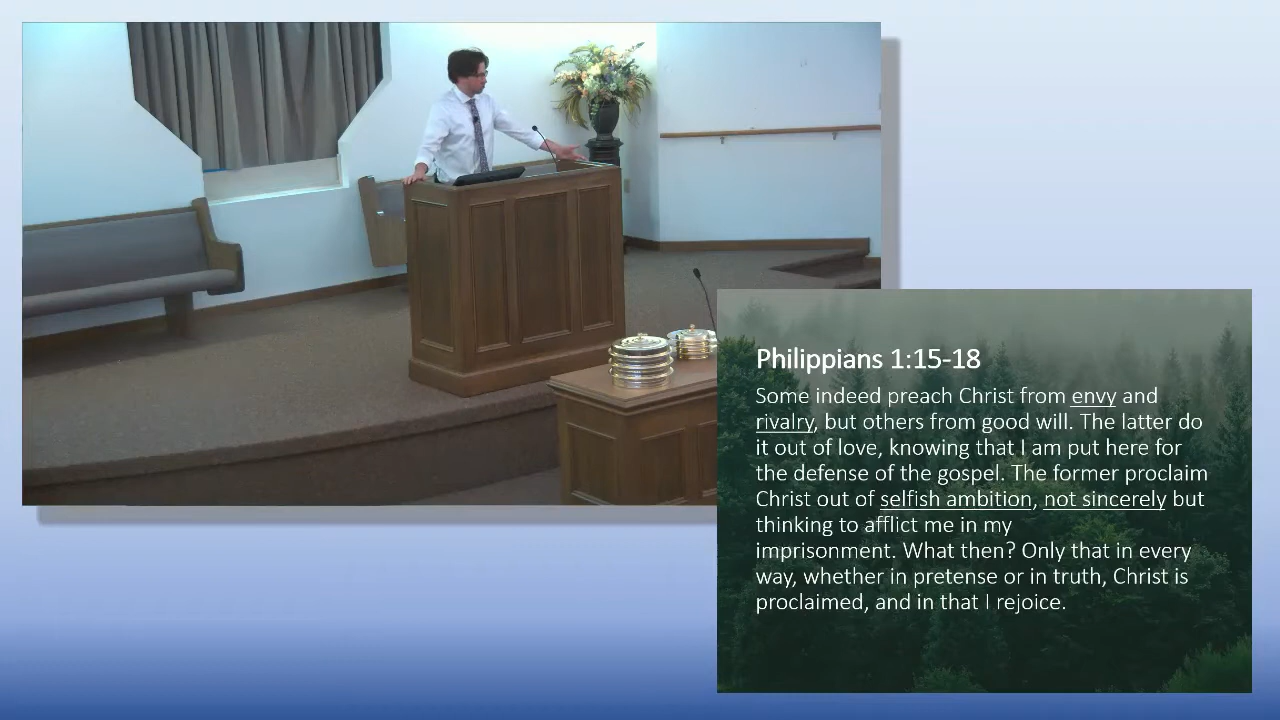 Philippians 1:15-18
Some indeed preach Christ from envy and
rivalry, but others from good will. The latter do
it out of love, knowing that I am put here for
the defense of the gospel. The former proclaim
Christ out of selfish ambition, not sincerely but
thinking to afflict me in my
imprisonment. What then? Only that in every
way, whether in pretense or in truth, Christ is
proclaimed, and in that I rejoice.